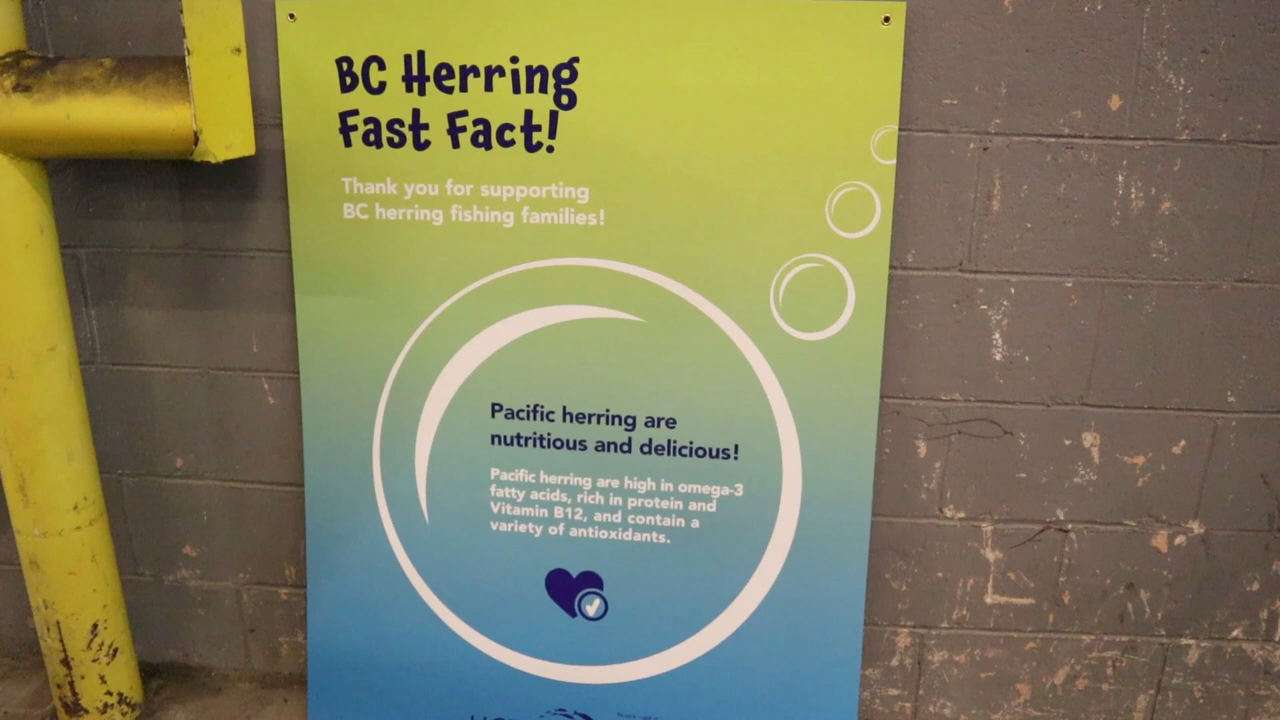 BC Herring
Fast Fact!
Thank you for supporting
BC herring fishing families!
Pacific herring are
nutritious and delicious!
Pacific herring are high in omega-3
fatty acids, rich in protein and
Vitamin B12, and contain a
variety of antioxidants.